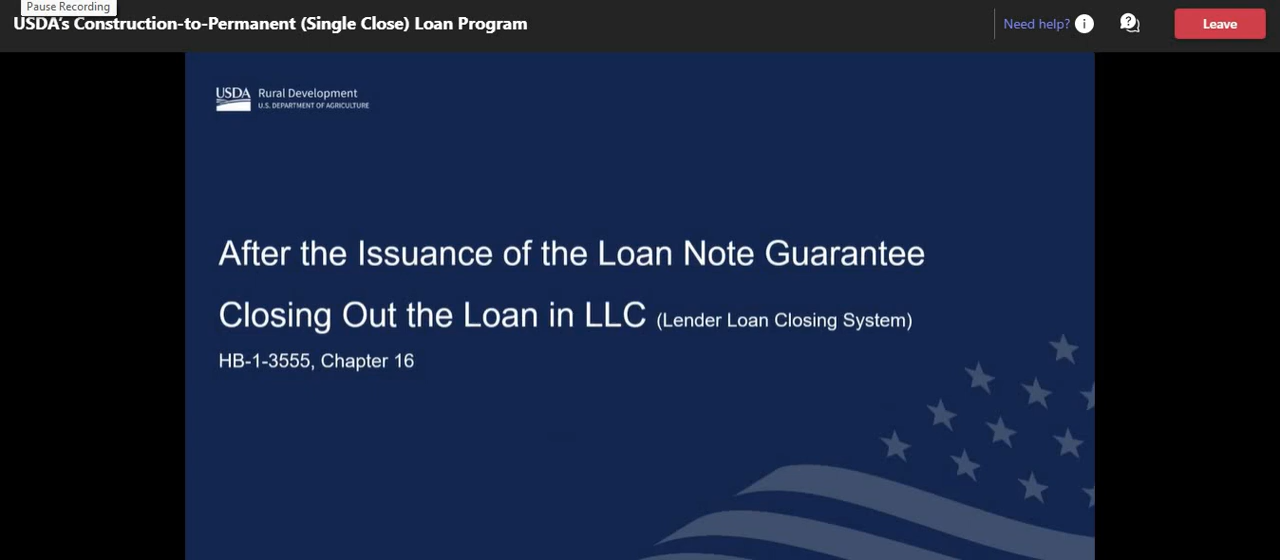 Pause Recording
USDA's Construction-to-Permanent (Single Close) Loan Program
Need help?
Leave
USDA Rural Development
U.S. DEPARTMENT OF AGRICULTURE
After the Issuance of the Loan Note Guarantee
Closing Out the Loan in LLC (Lender Loan Closing System)
HB-1-3555, Chapter 16